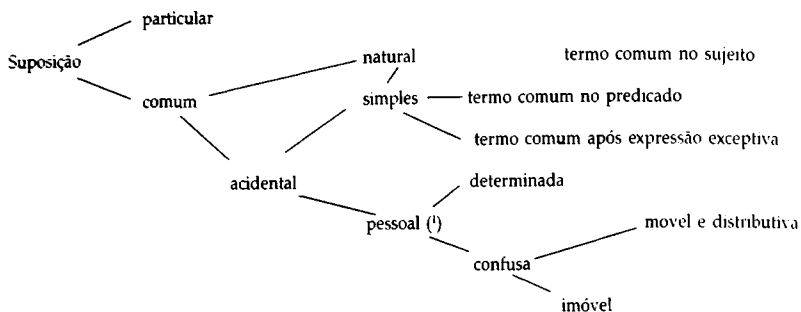 particular
Suposição
natural
termo comum no sujeito
comum
simples
termo comum no predicado
termo comum após expressão exceptiva
acidental
determinada
pessoal (¹)
movel e distributiva
confusa
imóvel